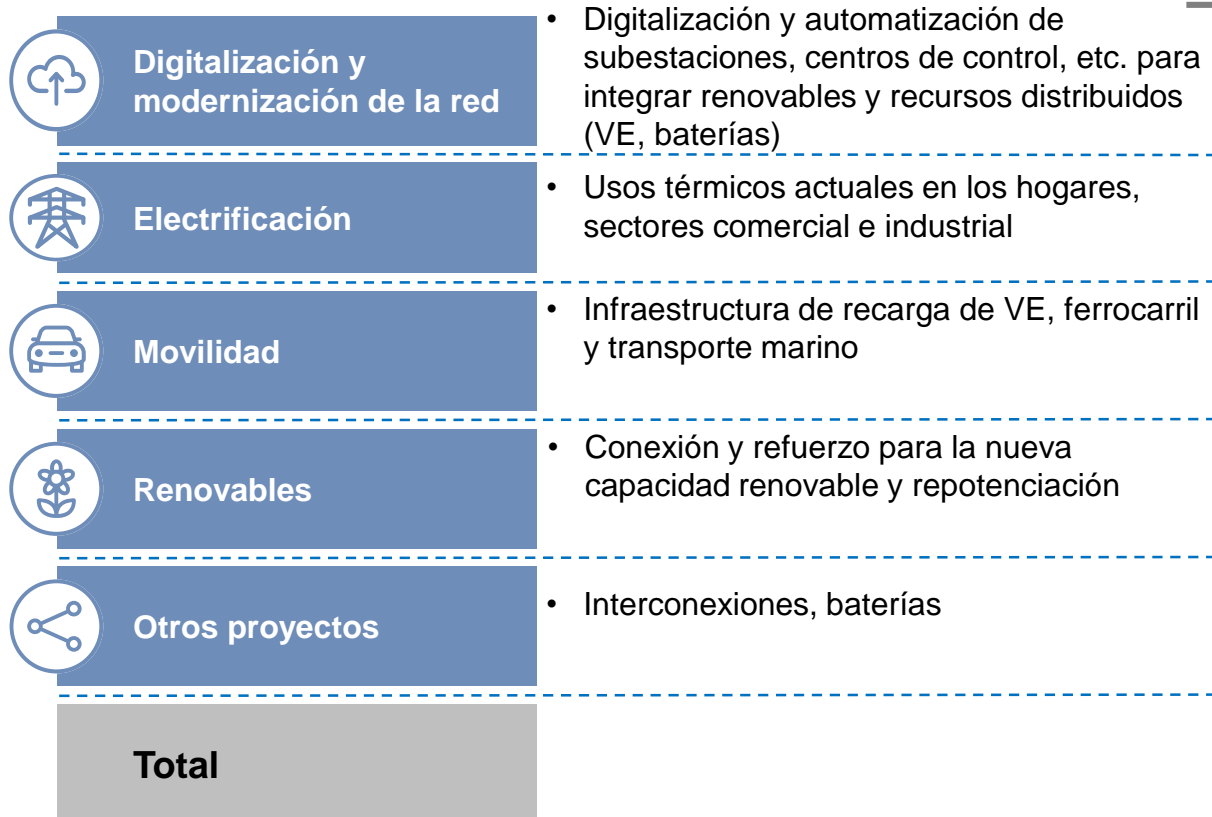 Digitalización y
modernización de la red
• Digitalización y automatización de
subestaciones, centros de control, etc. para
integrar renovables y recursos distribuidos
(VE, baterías)
Electrificación
• Usos térmicos actuales en los hogares,
sectores comercial e industrial
Movilidad
• Infraestructura de recarga de VE, ferrocarril
y transporte marino
Renovables
• Conexión y refuerzo para la nueva
capacidad renovable y repotenciación
Otros proyectos
• Interconexiones, baterías
Total